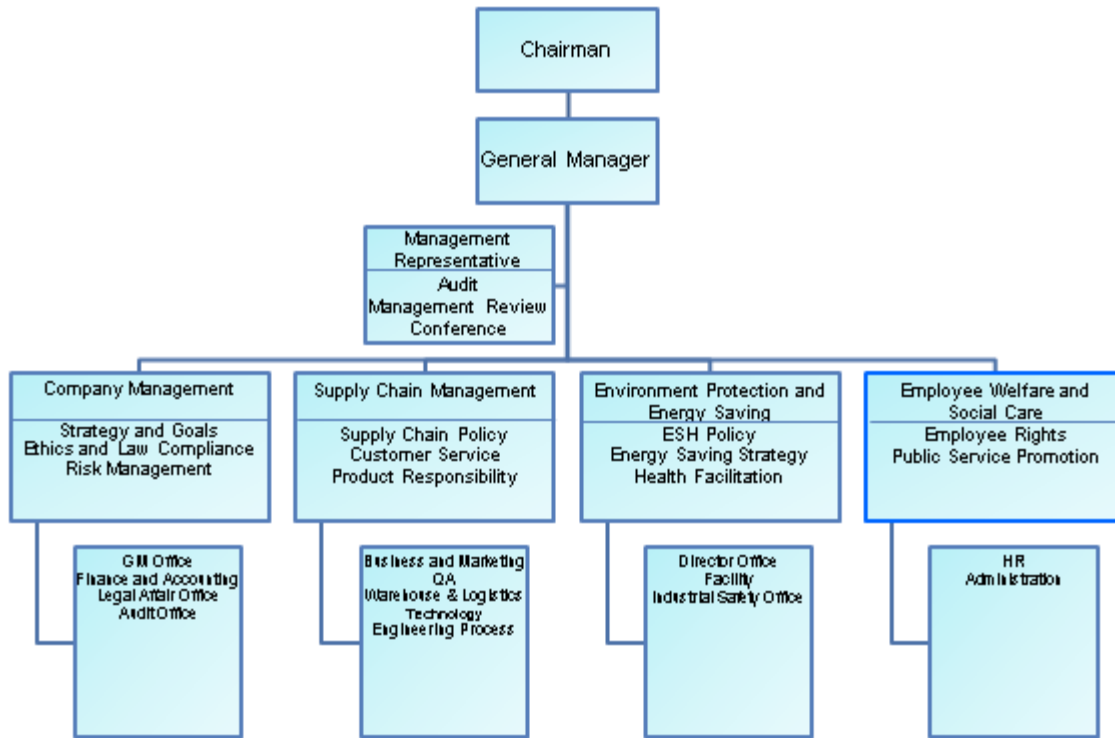 Chairman
General Manager
Management
Representative
Audit
Management Review
Conference
Company Management
Strategy and Goals
Ethics and Law Compliance
Risk Management
Supply Chain Management
Supply Chain Policy
Customer Service
Product Responsibility
Environment Protection and
Energy Saving
ESH Policy
Energy Saving Strategy
Health Facilitation
Employee Welfare and
Social Care
Employee Rights
Public Service Promotion
GM Office
Finance and Accounting
Legal Affair Office
Audit Office
Business and Marketing
QA
Warehouse & Logistics
Technology
Engineering Process
Director Office
Facility
Industrial Safety Office
HR
Administration